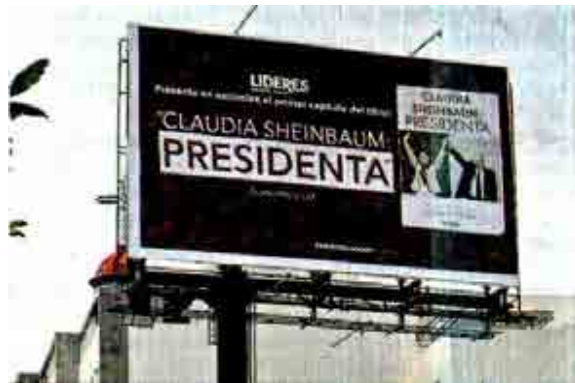 LIDERES
Presenta en exclusiva el primer capítulo del libro:
"CLAUDIA SHEINBAUM:
PRESIDENTA"
CLAUDIA
SHEINBAUM:
PRESIDENTA